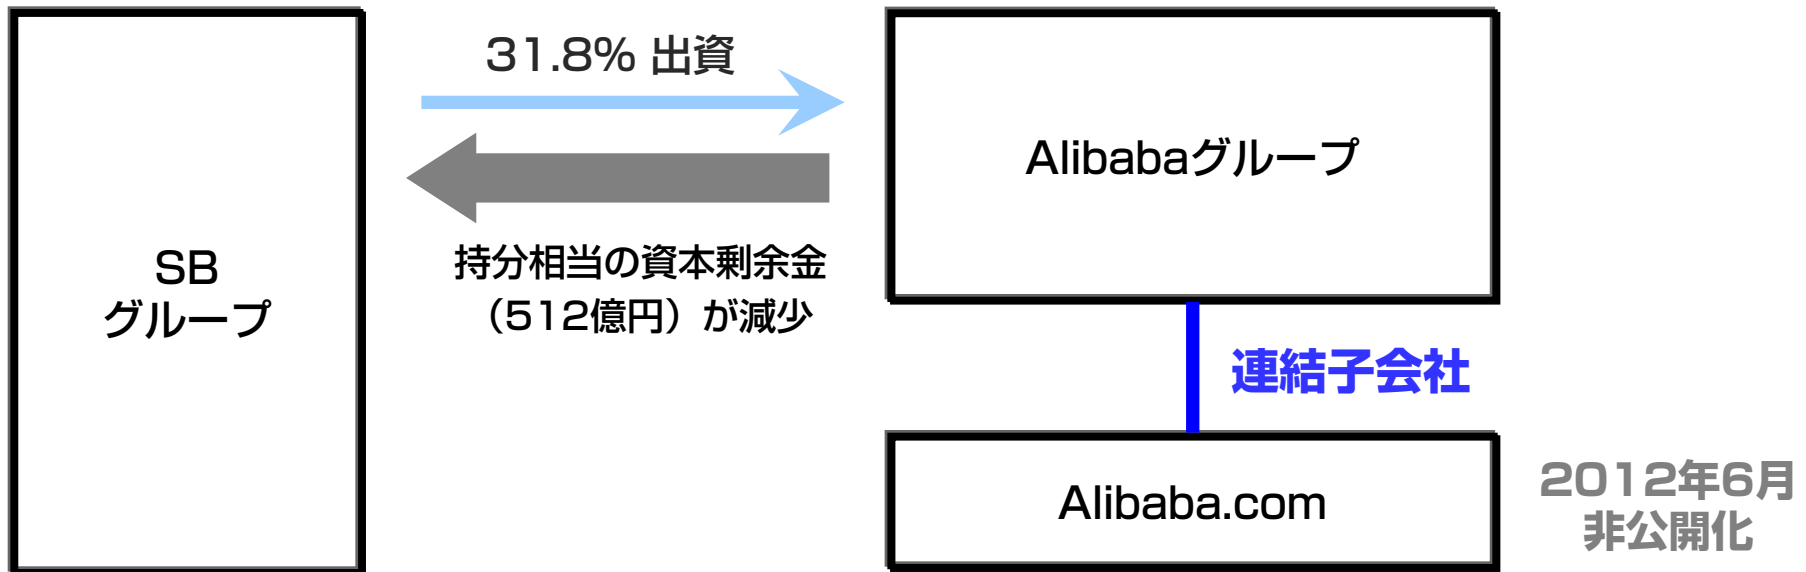 SB
グループ
31.8% 出資
持分相当の資本剰余金
（512億円）が減少
Alibabaグループ
連結子会社
Alibaba.com
2012年6月
非公開化